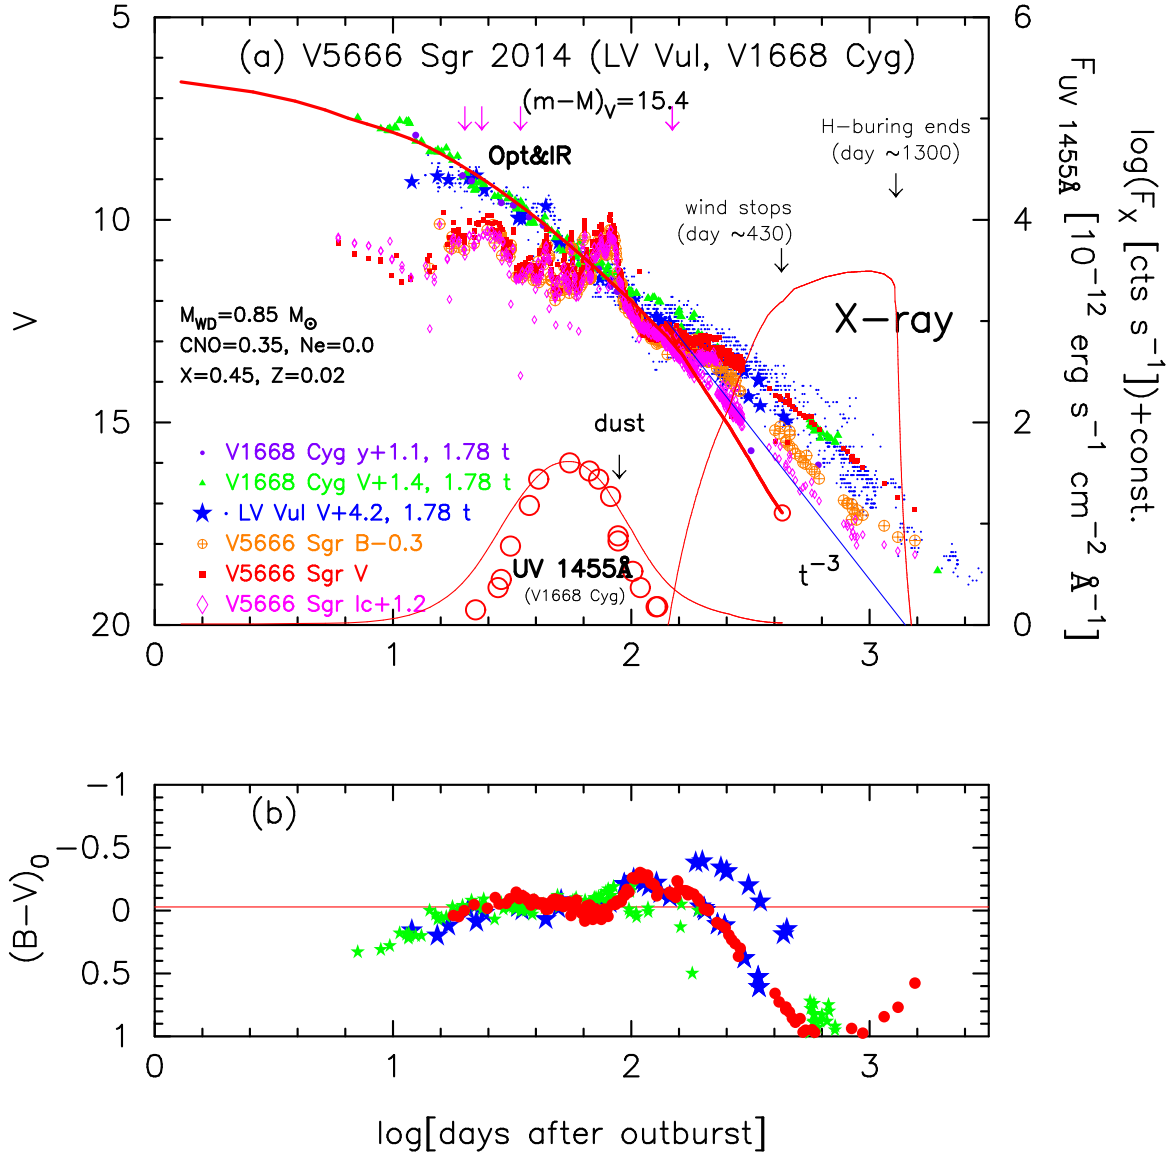 (a) V5666 Sgr 2014 (LV Vul, V1668 Cyg)
(m−M)V=15.4
Opt&IR
H−buring ends
(day ~1300)
wind stops
(day ~430)
X−ray
MWD=0.85 M⊙
CNO=0.35, Ne=0.0
X=0.45, Z=0.02
dust
V1668 Cyg y+1.1, 1.78 t
V1668 Cyg V+1.4, 1.78 t
LV Vul V+4.2, 1.78 t
V5666 Sgr B−0.3
V5666 Sgr V
V5666 Sgr Ic+1.2
UV 1455Å
(V1668 Cyg)
t−3
V
5
10
15
20
0
1
2
3
6
4
2
0
FUV 1455Å [10−12 erg s−1 cm−2 Å−1]
log(FX [cts s−1])+const.
(b)
(B−V)0
−1
−0.5
0
0.5
1
0
1
2
3
log[days after outburst]